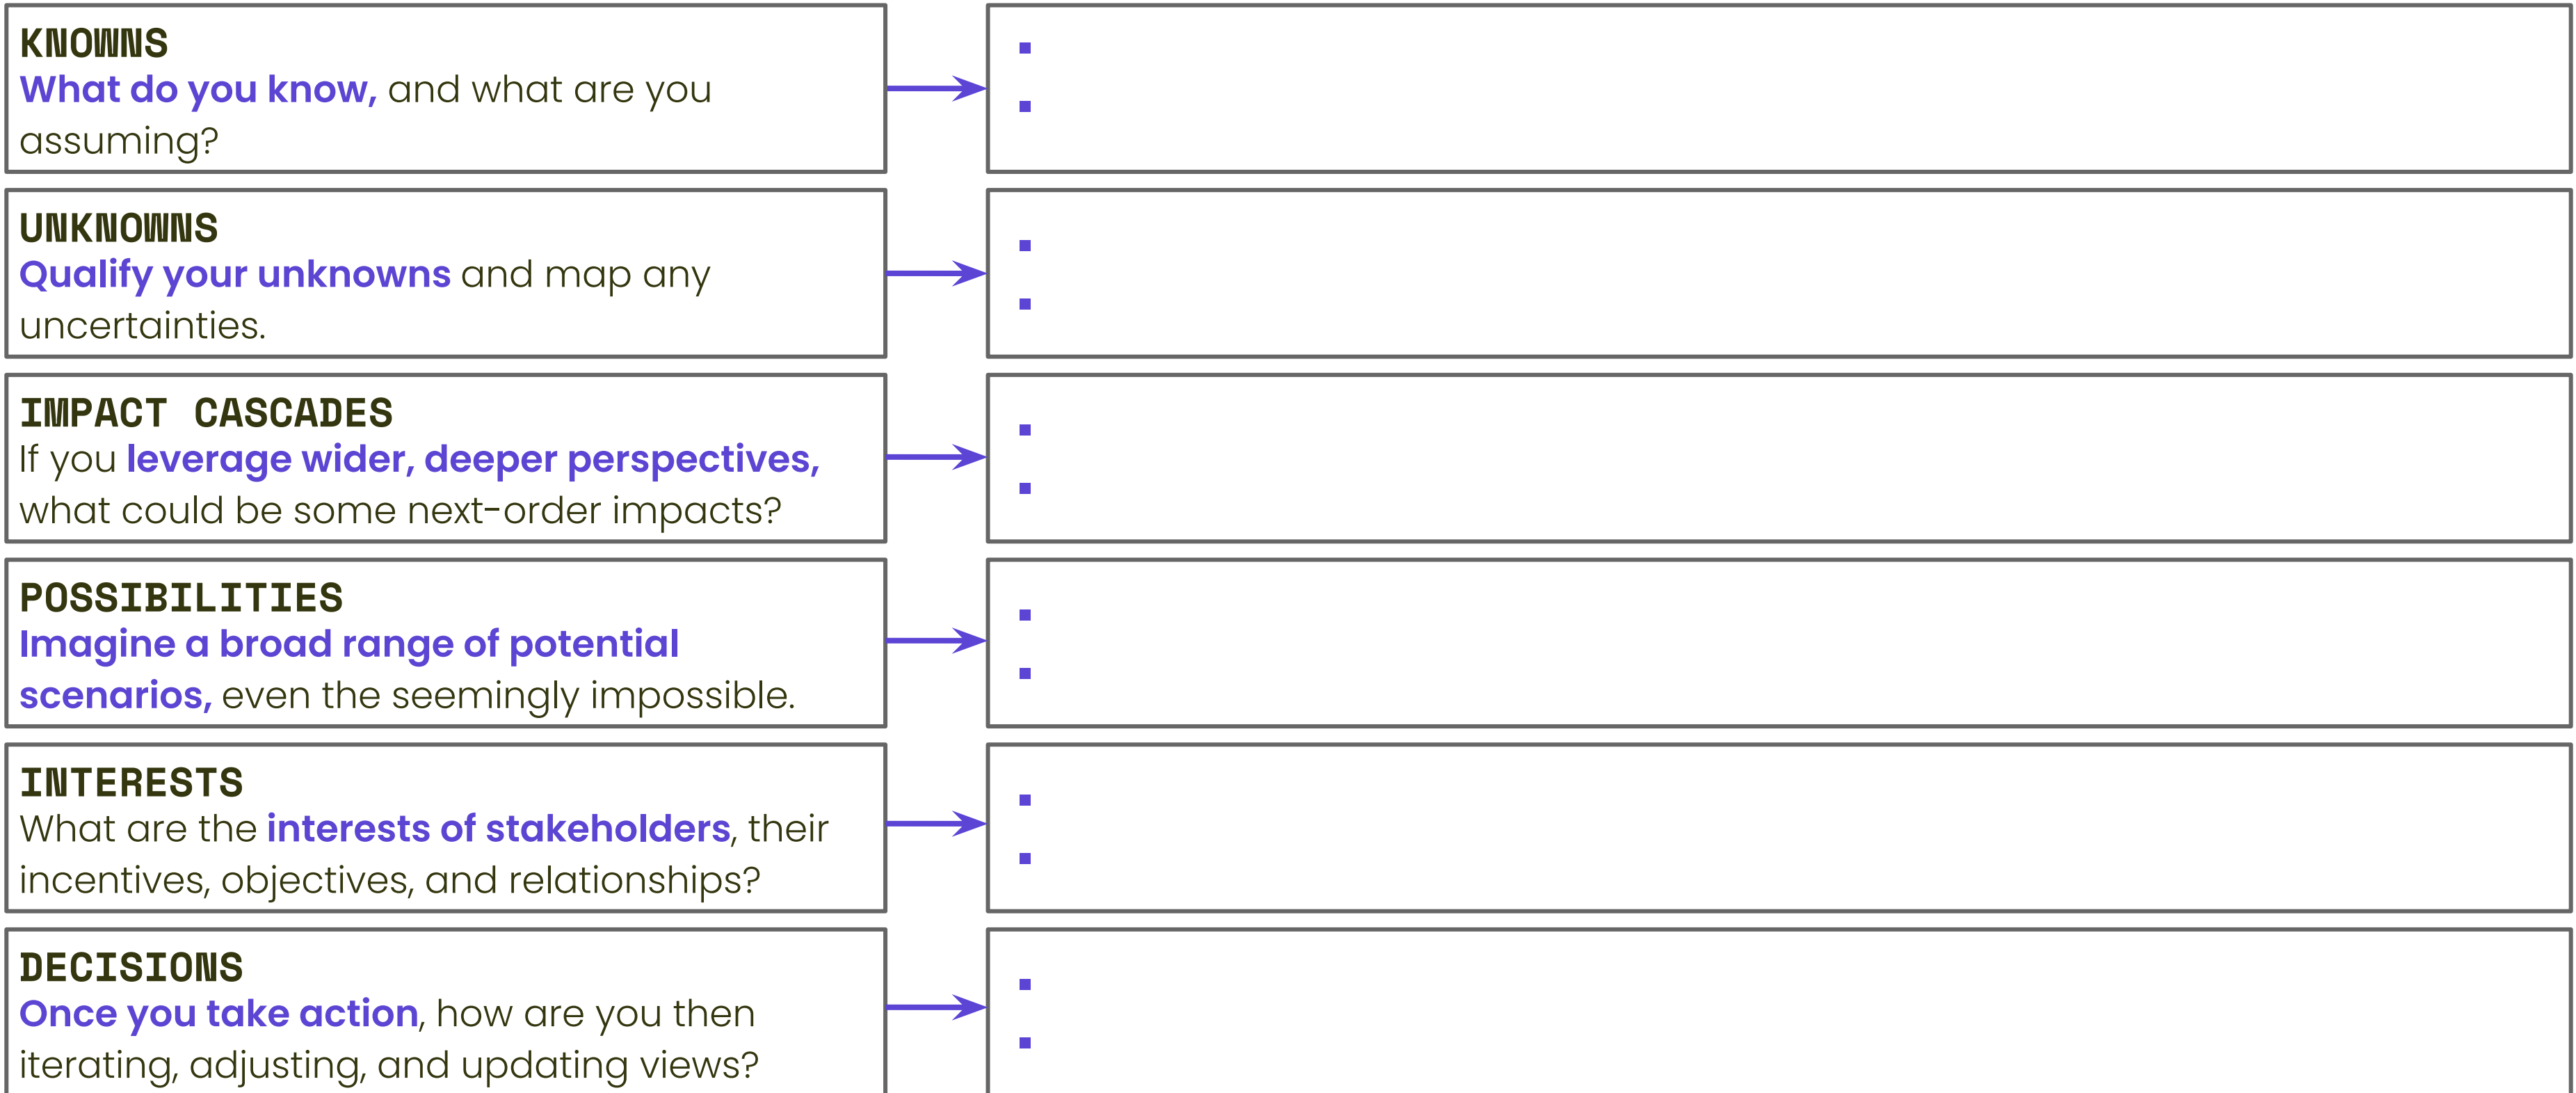 KNOWNS
What do you know, and what are you
assuming?
UNKNOWNS
Qualify your unknowns and map any
uncertainties.
IMPACT CASCADES
If you leverage wider, deeper perspectives,
what could be some next-order impacts?
POSSIBILITIES
Imagine a broad range of potential
scenarios, even the seemingly impossible.
INTERESTS
What are the interests of stakeholders, their
incentives, objectives, and relationships?
DECISIONS
Once you take action, how are you then
iterating, adjusting, and updating views?